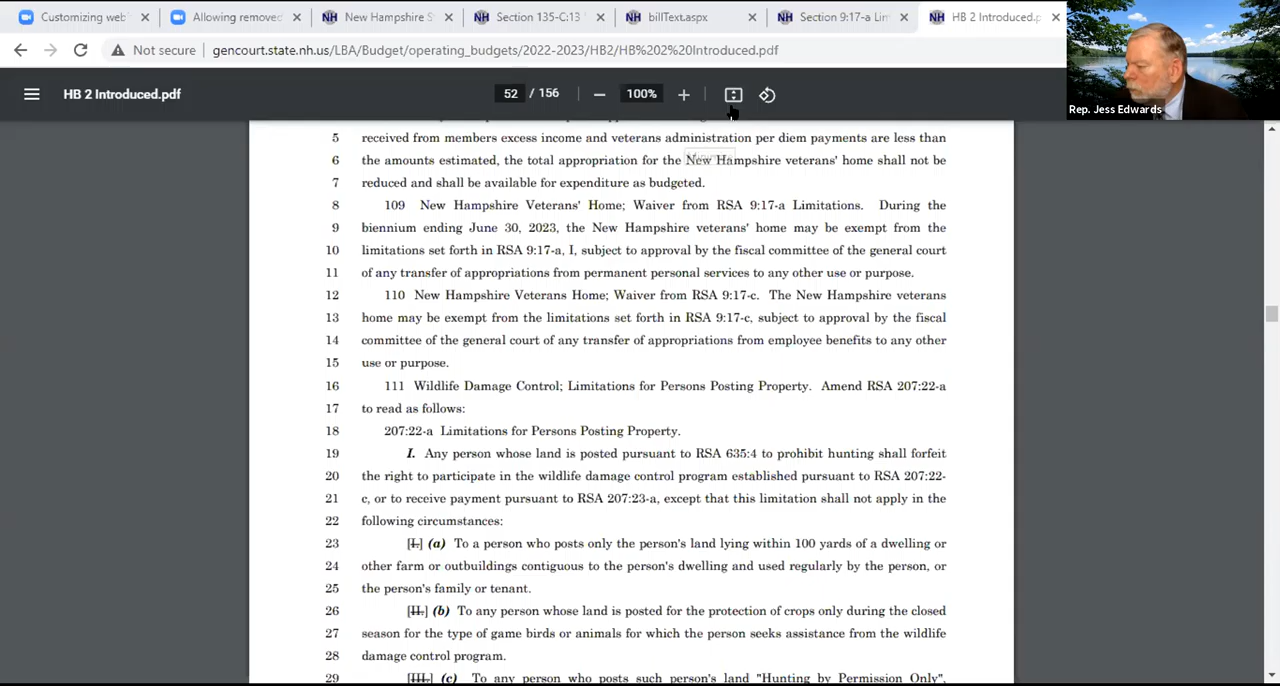 Customizing web
Allowing removed
New Hampshire S
Section 135-C:13
billText.aspx
Section 9:17-a Lim
HB 2 Introduced.p
Not secure
gencourt.state.nh.us/LBA/Budget/operating_budgets/2022-2023/HB2/HB%202%20Introduced.pdf
Rep. Jess Edwards
HB 2 Introduced.pdf
52 / 156
100%
5 received from members excess income and veterans administration per diem payments are less than
6 the amounts estimated, the total appropriation for the New Hampshire veterans' home shall not be
7 reduced and shall be available for expenditure as budgeted.
8 109 New Hampshire Veterans' Home; Waiver from RSA 9:17-a Limitations. During the
9 biennium ending June 30, 2023, the New Hampshire veterans' home may be exempt from the
10 limitations set forth in RSA 9:17-a, I, subject to approval by the fiscal committee of the general court
11 of any transfer of appropriations from permanent personal services to any other use or purpose.
12 110 New Hampshire Veterans Home; Waiver from RSA 9:17-c. The New Hampshire veterans
13 home may be exempt from the limitations set forth in RSA 9:17-c, subject to approval by the fiscal
14 committee of the general court of any transfer of appropriations from employee benefits to any other
15 use or purpose.
16 111 Wildlife Damage Control; Limitations for Persons Posting Property. Amend RSA 207:22-a
17 to read as follows:
18 207:22-a Limitations for Persons Posting Property.
19 I. Any person whose land is posted pursuant to RSA 635:4 to prohibit hunting shall forfeit
20 the right to participate in the wildlife damage control program established pursuant to RSA 207:22-
21 c, or to receive payment pursuant to RSA 207:23-a, except that this limitation shall not apply in the
22 following circumstances:
23 [I.] (a) To a person who posts only the person's land lying within 100 yards of a dwelling or
24 other farm or outbuildings contiguous to the person's dwelling and used regularly by the person, or
25 the person's family or tenant.
26 [II.] (b) To any person whose land is posted for the protection of crops only during the closed
27 season for the type of game birds or animals for which the person seeks assistance from the wildlife
28 damage control program.
29 [III.] (c) To any person who posts such person's land "Hunting by Permission Only",